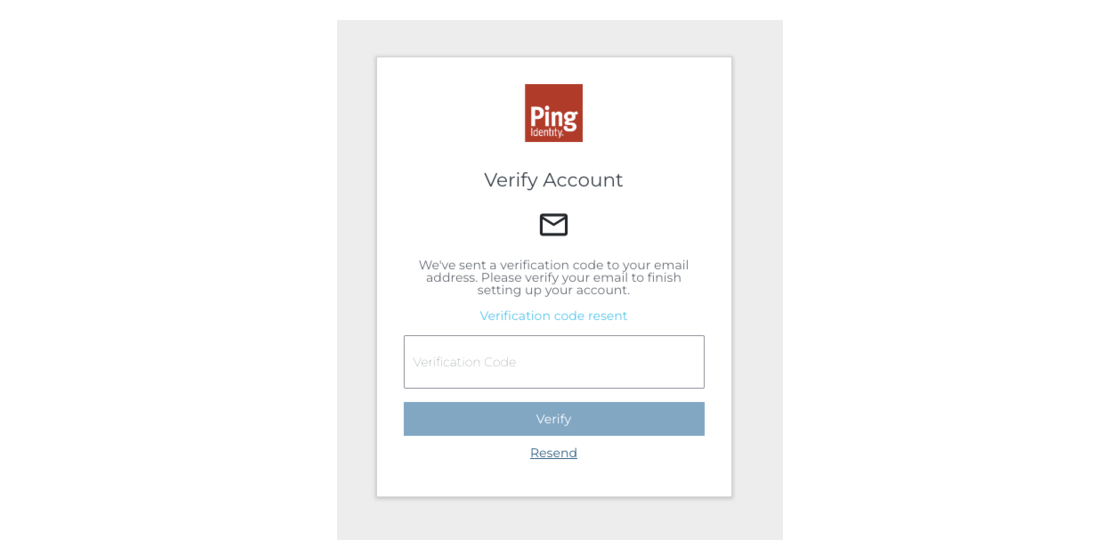 Ping
Identity.
Verify Account
We've sent a verification code to your email
address. Please verify your email to finish
setting up your account.
Verification code resent
Verification Code
Verify
Resend